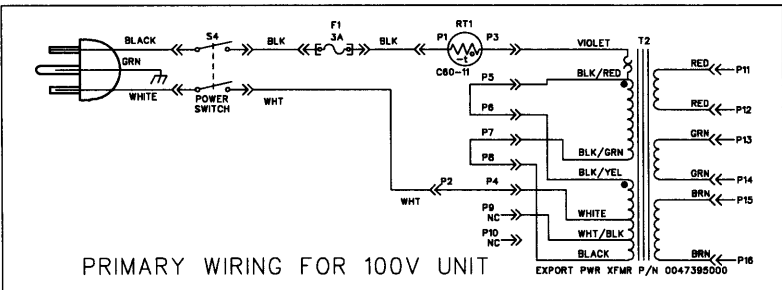 BLACK
S4
BLK
F1
3A
BLK
P1
RT1
P3
-t
C60-11
VIOLET
T2
GRN
WHITE
POWER
SWITCH
WHT
P5
BLK/RED
P6
P7
BLK/GRN
P8
BLK/YEL
WHT
P2
P4
WHITE
P9
NC
WHT/BLK
P10
NC
BLACK
RED
P11
RED
P12
GRN
P13
GRN
P14
BRN
P15
BRN
P16
PRIMARY WIRING FOR 100V UNIT
EXPORT PWR XFMR P/N 0047395000